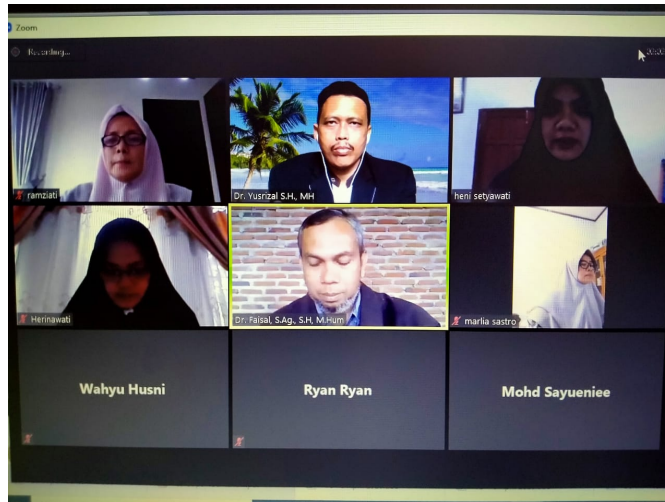 Zoom
Recording...
ramziati
Dr. Yusrizal S.H., MH
heni setyawati
Herinawati
Dr. Faisal, S.Ag., S.H, M.Hum
marlia sastro
Wahyu Husni
Ryan Ryan
Mohd Sayueniee